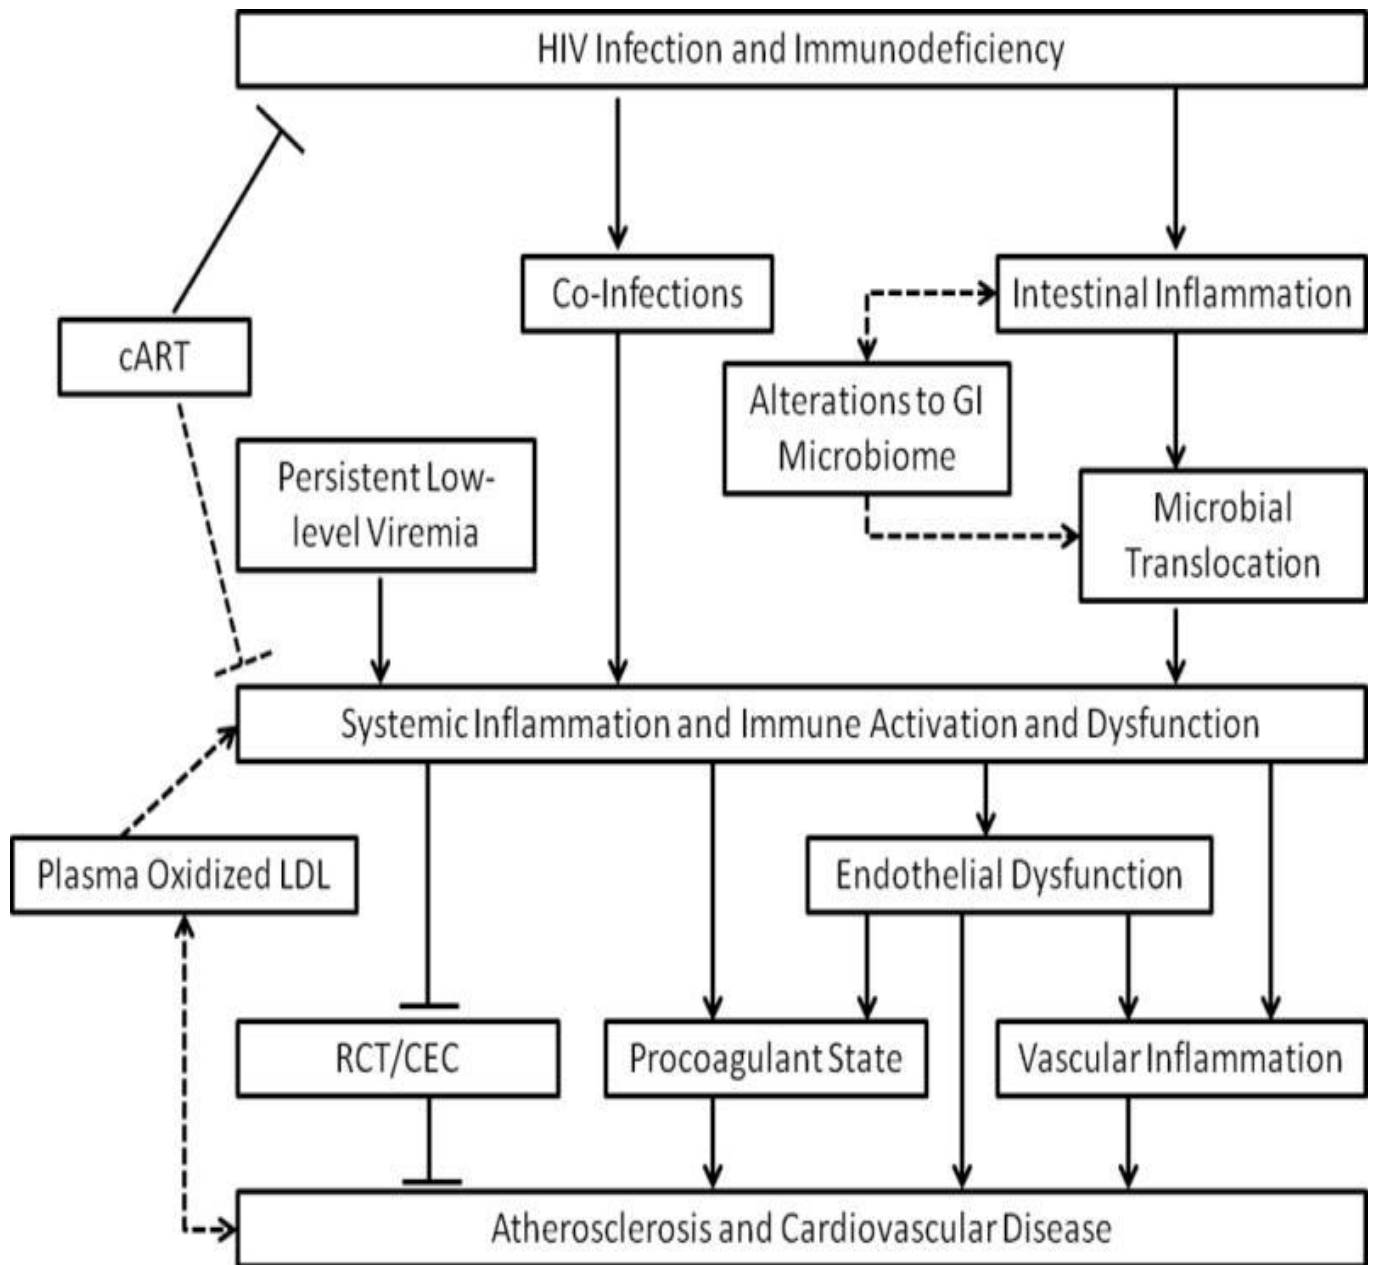 HIV Infection and Immunodeficiency
Co-Infections
Intestinal Inflammation
cART
Alterations to GI
Microbiome
Persistent Low-
level Viremia
Microbial
Translocation
Systemic Inflammation and Immune Activation and Dysfunction
Plasma Oxidized LDL
Endothelial Dysfunction
RCT/CEC
Procoagulant State
Vascular Inflammation
Atherosclerosis and Cardiovascular Disease